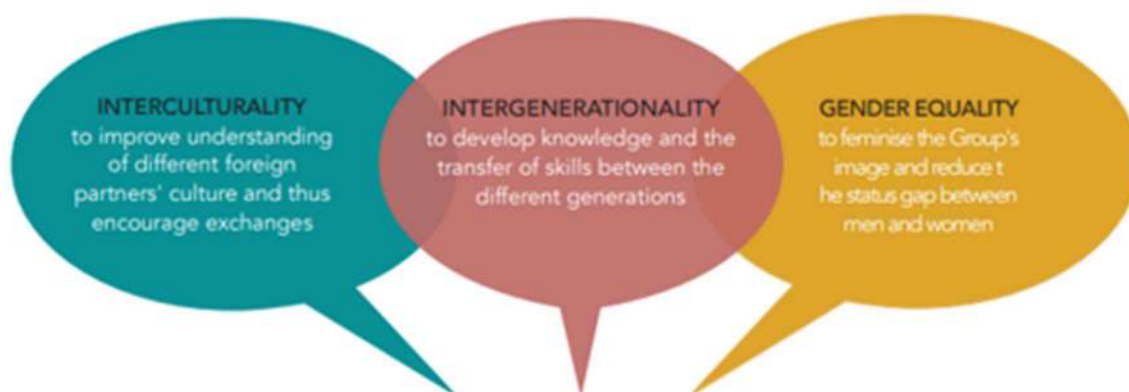 INTERCULTURALITY
to improve understanding
of different foreign
partners' culture and thus
encourage exchanges
INTERGENERATIONALITY
to develop knowledge and the
transfer of skills between the
different generations
GENDER EQUALITY
to feminise the Group's
image and reduce t
he status gap between
men and women